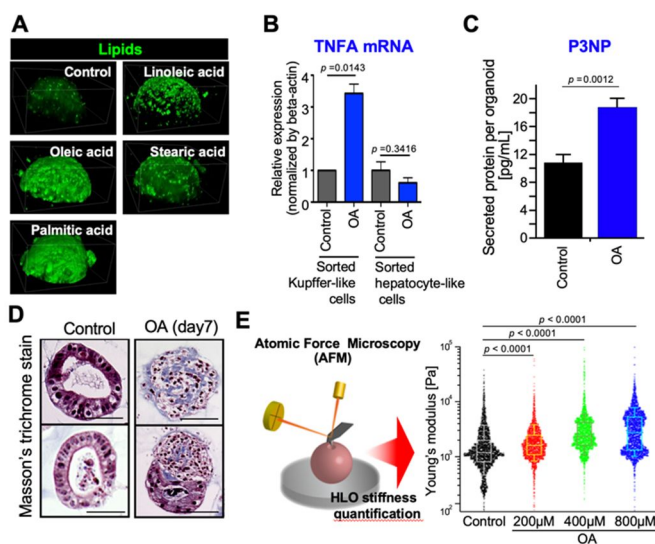 A
Lipids
Control
Linoleic acid
Oleic acid
Stearic acid
Palmitic acid
B
TNFA mRNA
Relative expression
(normalized by beta-actin)
p=0.0143
p=0.3416
4
3
2
1
0
Control
OA
Control
OA
Sorted
Kupffer-like
cells
Sorted
hepatocyte-like
cells
C
P3NP
Secreted protein per organoid
[pg/mL]
p=0.0012
20
16
12
8
4
0
Control
OA
D
Control
OA (day7)
Masson's trichrome stain
E
Atomic Force Microscopy
(AFM)
HLO stiffness
quantification
Young's modulus [Pa]
p < 0.0001
p < 0.0001
p < 0.0001
10⁵
10⁴
10³
10²
Control
200µM
400µM
800µM
OA